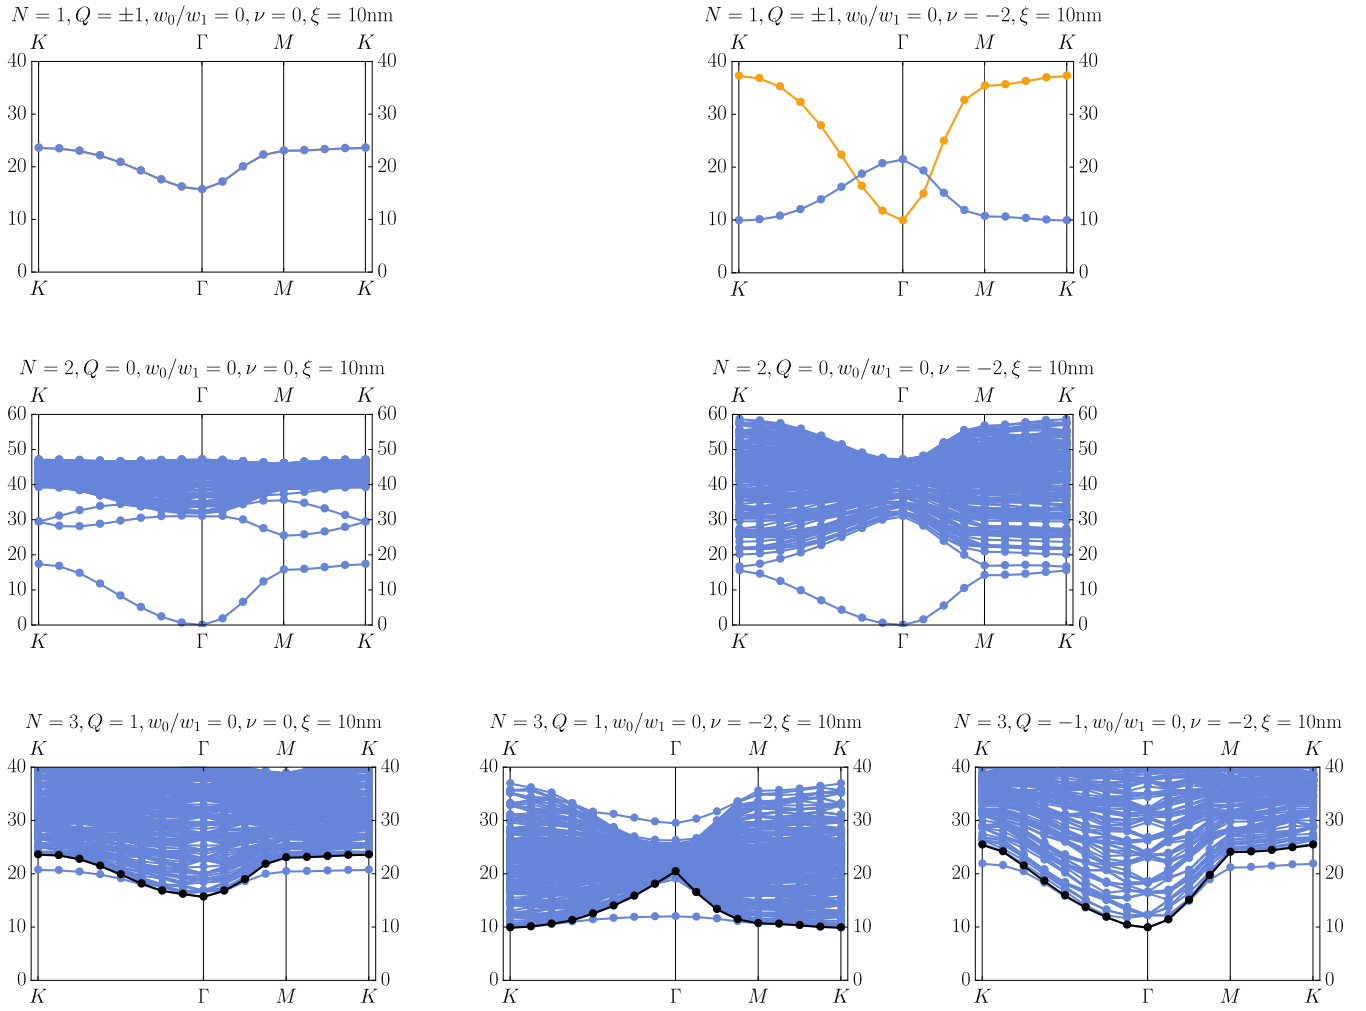 N = 1, Q = ±1, w₀/w₁ = 0, ν = 0, ξ = 10nm
K Γ M K
40 40
30 30
20 20
10 10
0 0
K Γ M K
N = 1, Q = ±1, w₀/w₁ = 0, ν = −2, ξ = 10nm
K Γ M K
40 40
30 30
20 20
10 10
0 0
K Γ M K
N = 2, Q = 0, w₀/w₁ = 0, ν = 0, ξ = 10nm
K Γ M K
60 60
50 50
40 40
30 30
20 20
10 10
0 0
K Γ M K
N = 2, Q = 0, w₀/w₁ = 0, ν = −2, ξ = 10nm
K Γ M K
60 60
50 50
40 40
30 30
20 20
10 10
0 0
K Γ M K
N = 3, Q = 1, w₀/w₁ = 0, ν = 0, ξ = 10nm
K Γ M K
40 40
30 30
20 20
10 10
0 0
K Γ M K
N = 3, Q = 1, w₀/w₁ = 0, ν = −2, ξ = 10nm
K Γ M K
40 40
30 30
20 20
10 10
0 0
K Γ M K
N = 3, Q = −1, w₀/w₁ = 0, ν = −2, ξ = 10nm
K Γ M K
40 40
30 30
20 20
10 10
0 0
K Γ M K